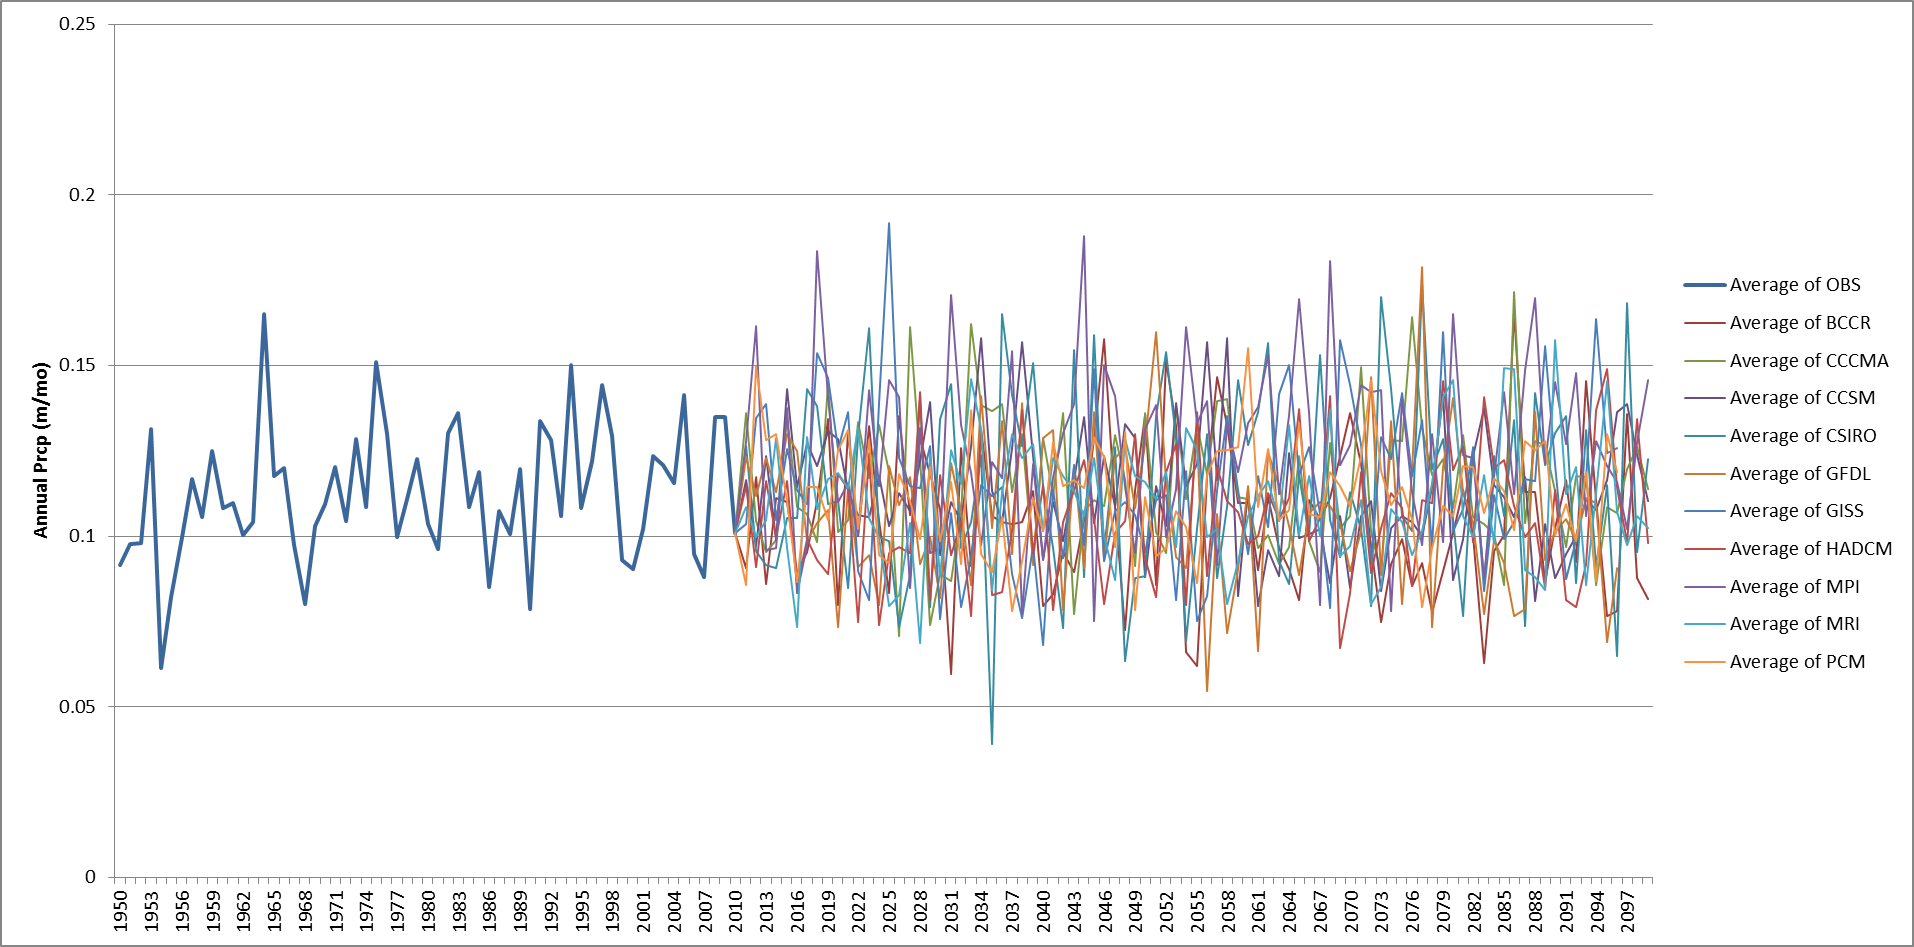 0.25
0.2
0.15
0.1
0.05
0
Annual Prcp (m/mo)
1950 1953 1956 1959 1962 1965 1968 1971 1974 1977 1980 1983 1986 1989 1992 1995 1998 2001 2004 2007 2010 2013 2016 2019 2022 2025 2028 2031 2034 2037 2040 2043 2046 2049 2052 2055 2058 2061 2064 2067 2070 2073 2076 2079 2082 2085 2088 2091 2094 2097
Average of OBS
Average of BCCR
Average of CCCMA
Average of CCSM
Average of CSIRO
Average of GFDL
Average of GISS
Average of HADCM
Average of MPI
Average of MRI
Average of PCM